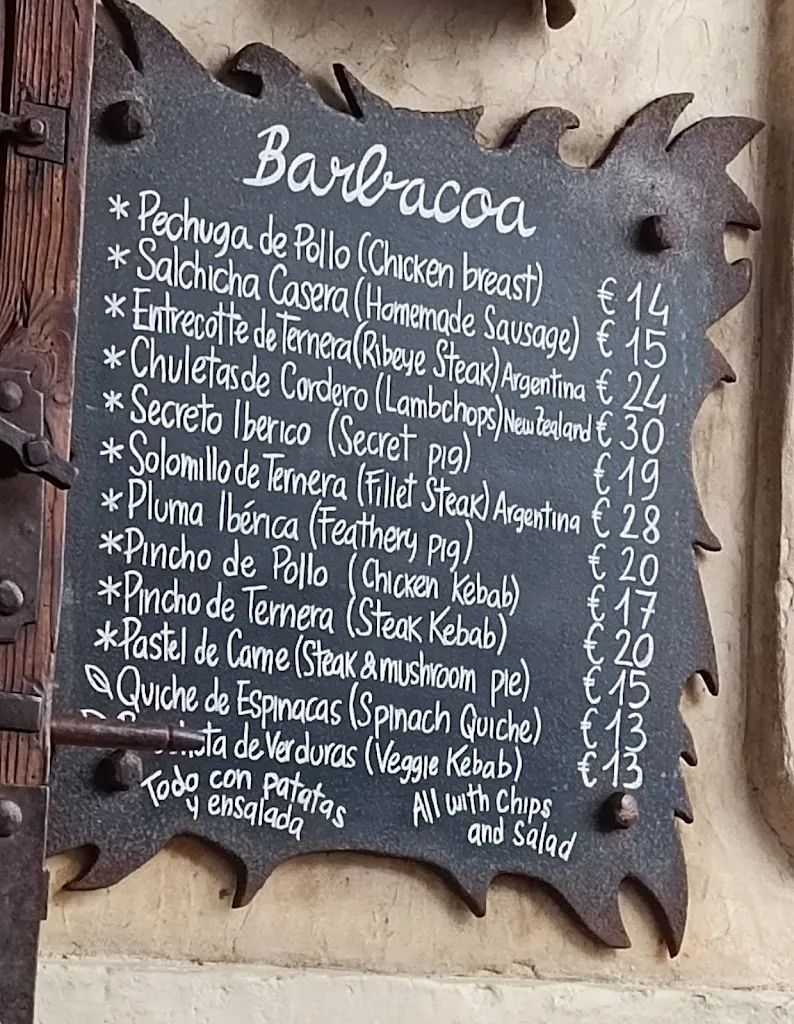 Barbacoa
* Pechuga de Pollo (Chicken breast) € 14
* Salchicha Casera (Homemade Sausage) € 15
* Entrecotte de Ternera (Ribeye Steak) Argentina € 24
* Chuletas de Cordero (Lambchops) New Zealand € 30
* Secreto Iberico (Secret pig) € 19
* Solomillo de Ternera (Fillet Steak) Argentina € 28
* Pluma Ibérica (Feathery pig) € 20
* Pincho de Pollo (Chicken Kebab) € 17
* Pincho de Ternera (Steak Kebab) € 20
* Pastel de Carne (Steak & mushroom pie) € 15
Quiche de Espinacas (Spinach Quiche) € 13
de Verduras (Veggie Kebab) € 13
Todo con patatas
y ensalada
All with Chips
and Salad